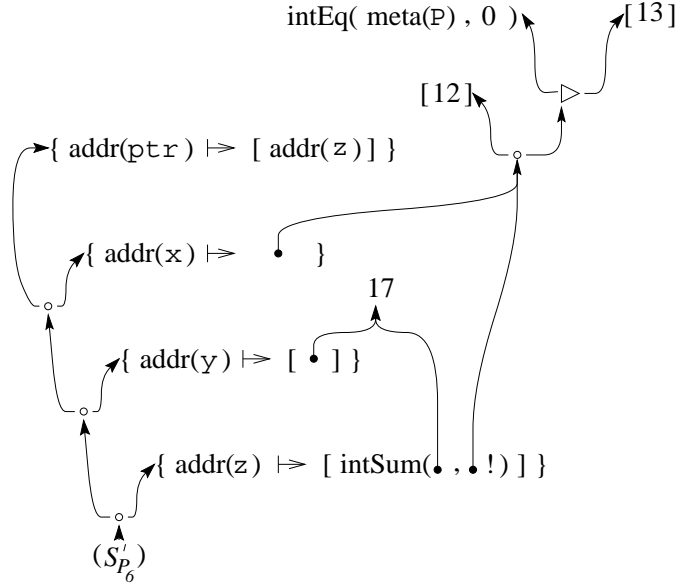 intEq( meta(P) , 0 ) [13]
[12]
{ addr(ptr) ↦ [ addr(z) ] }
{ addr(x) ↦ • }
17
{ addr(y) ↦ [ • ] }
{ addr(z) ↦ [ intSum( • , • ! ) ] }
(S′P6)